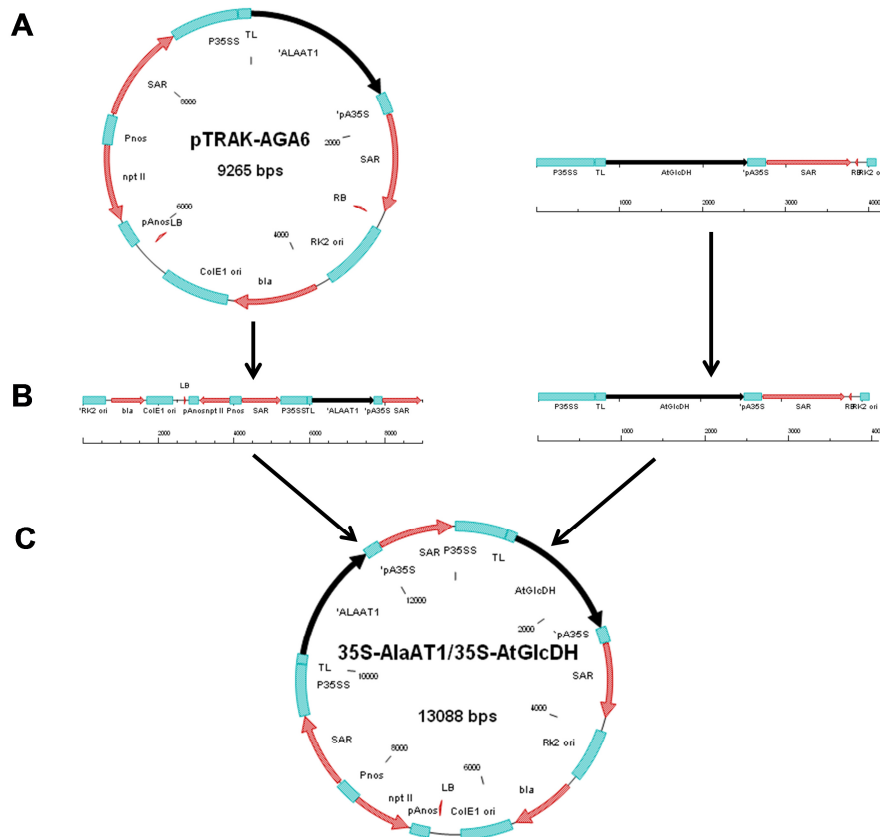 A
P35SS
TL
'ALAAT1
SAR
8000
'pA35S
pTRAK-AGA6
2000
Pnos
9265 bps
SAR
npt II
RB
6000
pAnos
LB
4000
RK2 ori
ColE1 ori
bla
P35SS TL AtGlcDH 'pA35S SAR RB RK2 ori
1000 2000 3000 4000
B
LB
'RK2 ori bla ColE1 ori pAnos npt II Pnos SAR P35SS TL 'ALAAT1 'pA35S SAR
2000 4000 6000 8000
P35SS TL AtGlcDH 'pA35S SAR RB RK2 ori
1000 2000 3000
C
SAR
P35SS
'pA35S
TL
12000
AtGlcDH
'ALAAT1
2000
'pA35S
35S-AlaAT1/35S-AtGlcDH
TL
10000
SAR
P35SS
13088 bps
4000
SAR
Rk2 ori
8000
Pnos
6000
npt II
LB
bla
pAnos
ColE1 ori